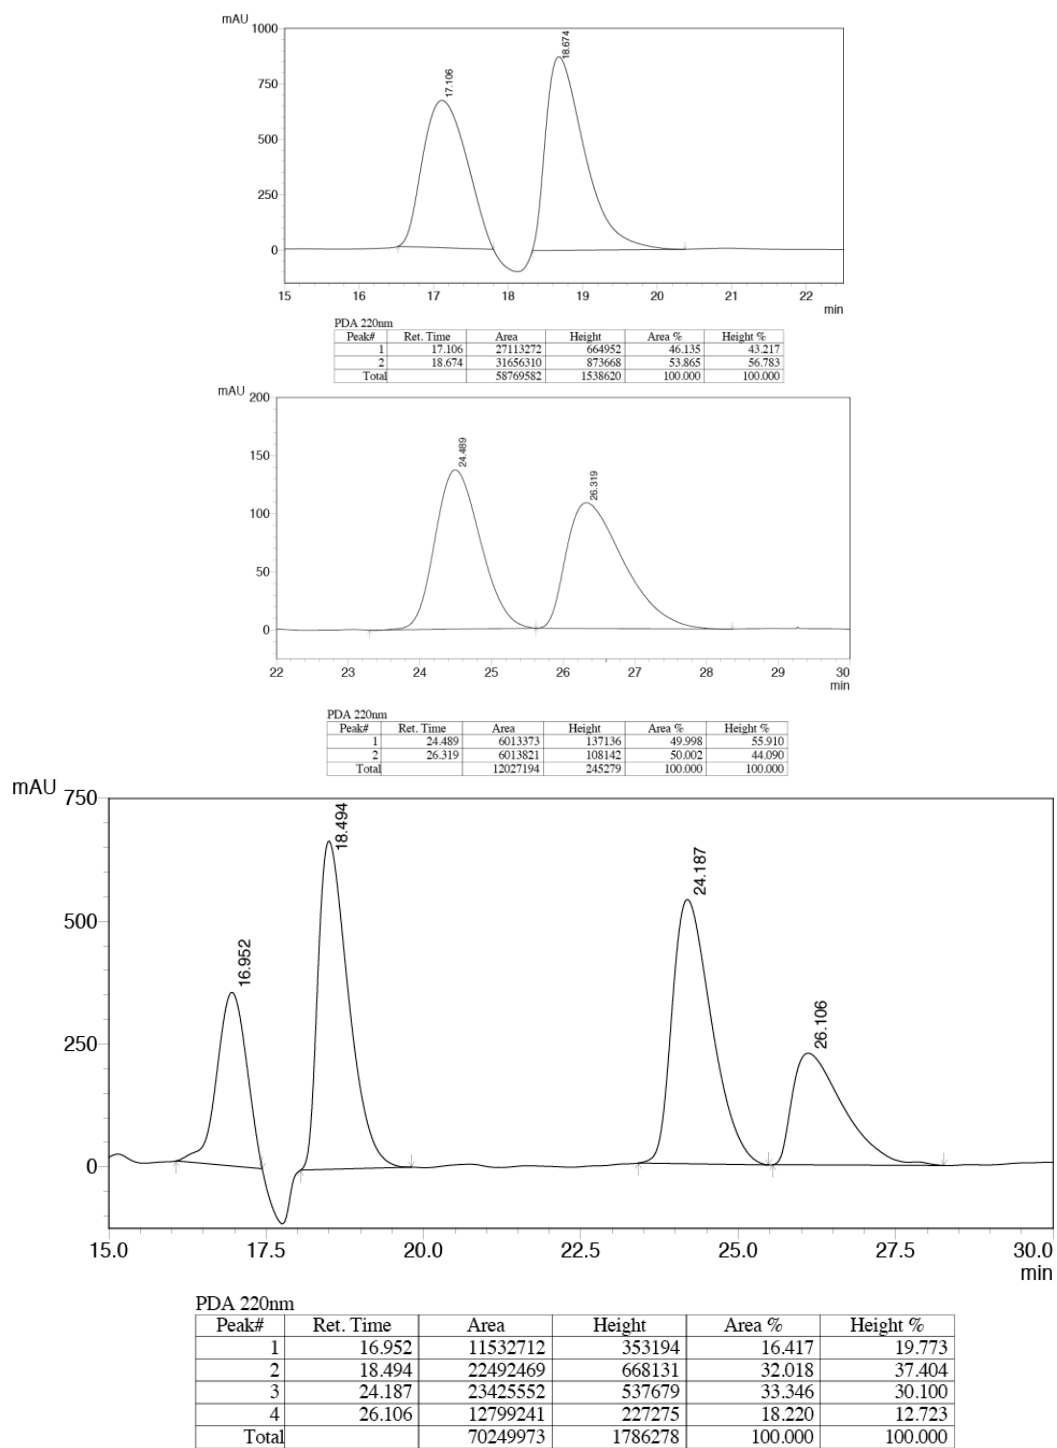 mAU
1000
17.106
18.674
750
500
250
0
15 16 17 18 19 20 21 22
min
PDA 220nm
Peak# Ret. Time Area Height Area % Height %
1 17.106 27113272 664952 46.135 43.217
2 18.674 31656310 873668 53.865 56.783
Total 58769582 1538620 100.000 100.000
mAU
200
24.489
26.319
150
100
50
0
22 23 24 25 26 27 28 29 30
min
PDA 220nm
Peak# Ret. Time Area Height Area % Height %
1 24.489 6013373 137136 49.998 55.910
2 26.319 6013821 108142 50.002 44.090
Total 12027194 245279 100.000 100.000
mAU
750
18.494
24.187
16.952
26.106
500
250
0
15.0 17.5 20.0 22.5 25.0 27.5 30.0
min
PDA 220nm
Peak# Ret. Time Area Height Area % Height %
1 16.952 11532712 353194 16.417 19.773
2 18.494 22492469 668131 32.018 37.404
3 24.187 23425552 537679 33.346 30.100
4 26.106 12799241 227275 18.220 12.723
Total 70249973 1786278 100.000 100.000